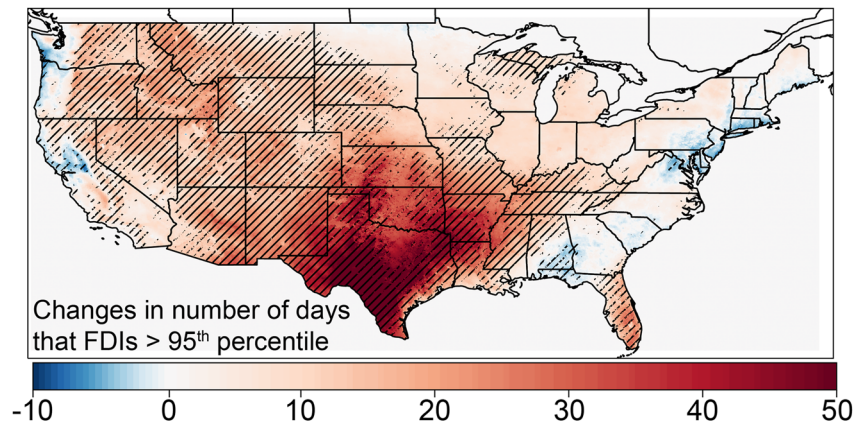 Changes in number of days
that FDIs > 95th percentile
-10 0 10 20 30 40 50